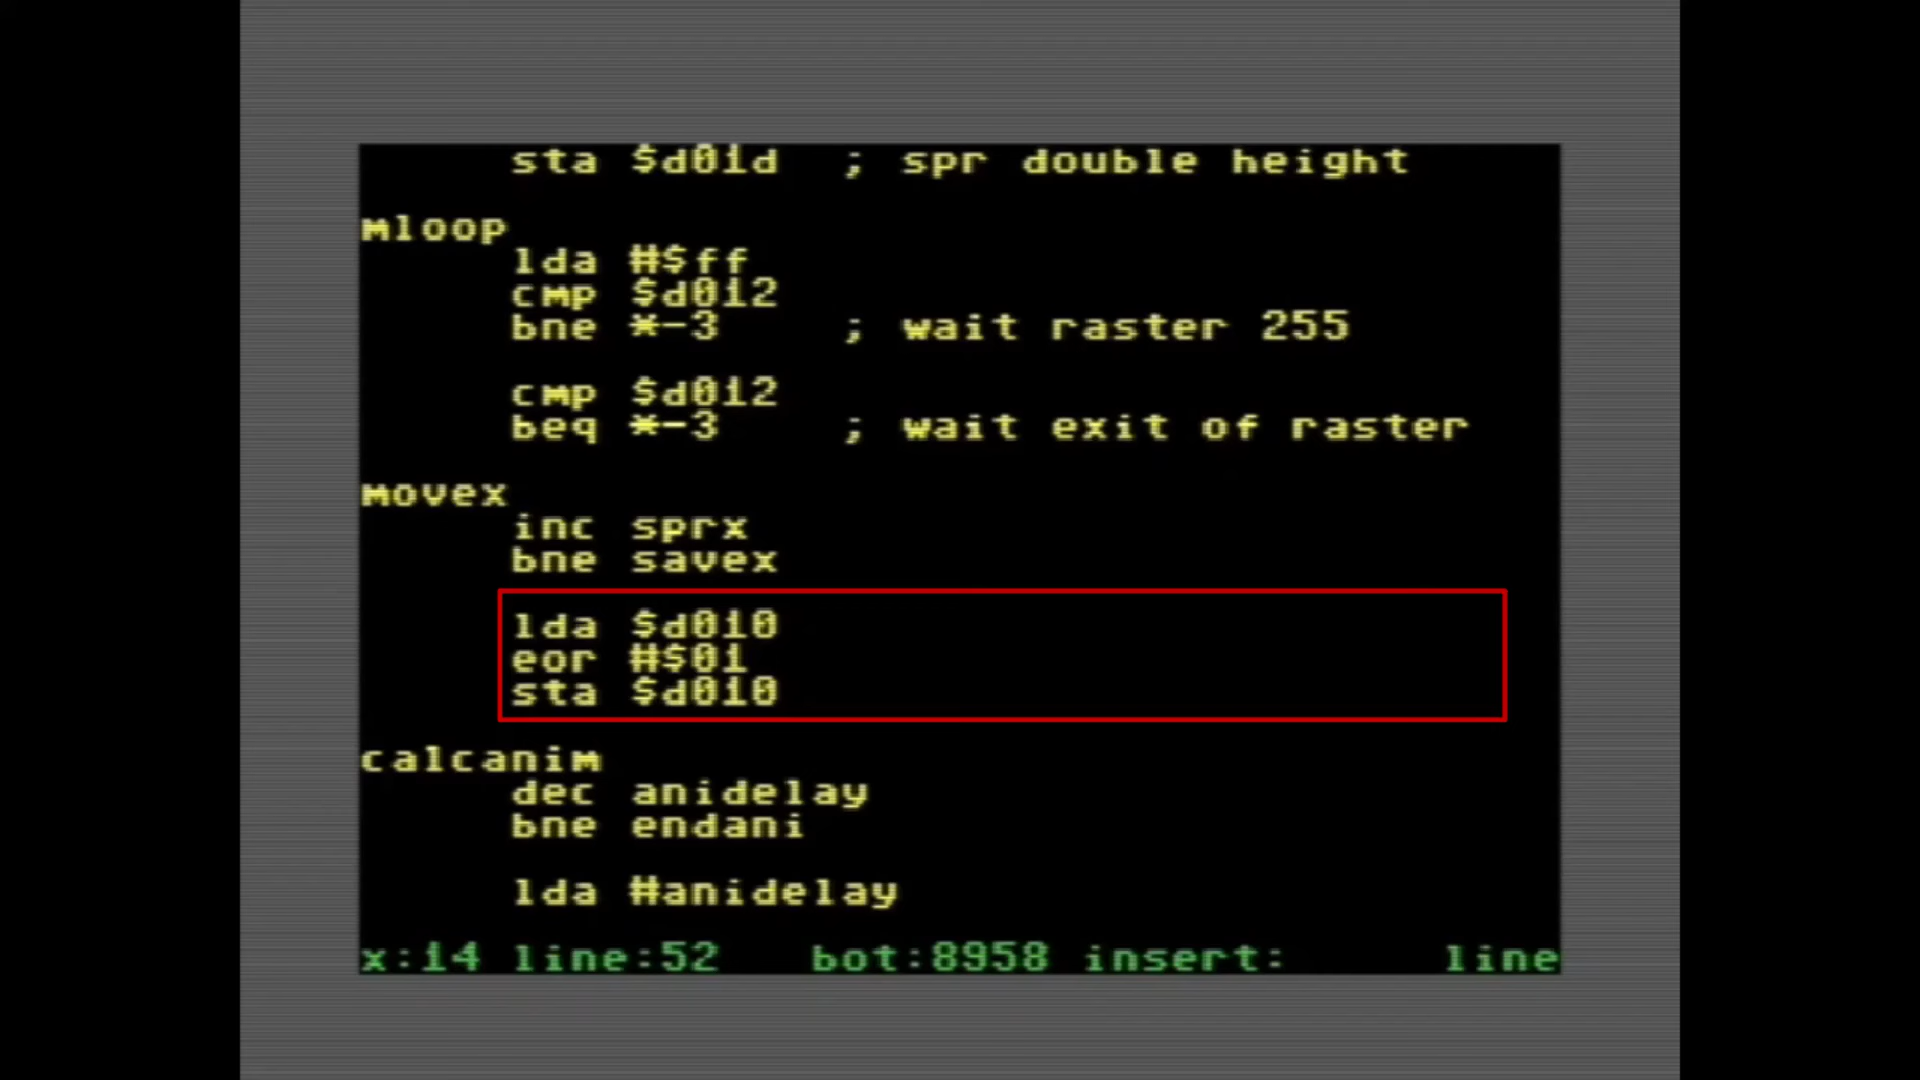 sta $d01d ; spr double height
mloop
lda #$ff
cmp $d012
bne *-3 ; wait raster 255
cmp $d012
beq *-3 ; wait exit of raster
movex
inc sprx
bne savex
lda $d010
eor #$01
sta $d010
calcanim
dec anidelay
bne endani
lda #anidelay
x:14 line:52 bot:8958 insert: line